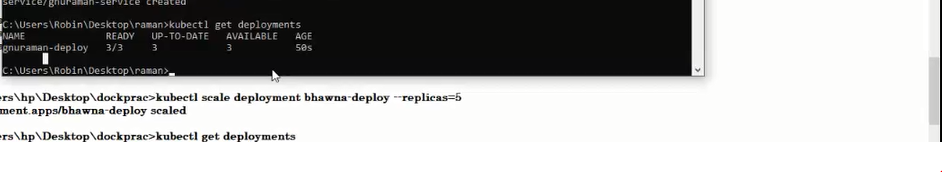 service/gnuraman-service created
C:\Users\Robin\Desktop\raman>kubectl get deployments
NAME READY UP-TO-DATE AVAILABLE AGE
gnuraman-deploy 3/3 3 3 50s
C:\Users\Robin\Desktop\raman>
ers\hp\Desktop\dockprac>kubectl scale deployment bhawna-deploy --replicas=5
ment.apps/bhawna-deploy scaled
ers\hp\Desktop\dockprac>kubectl get deployments